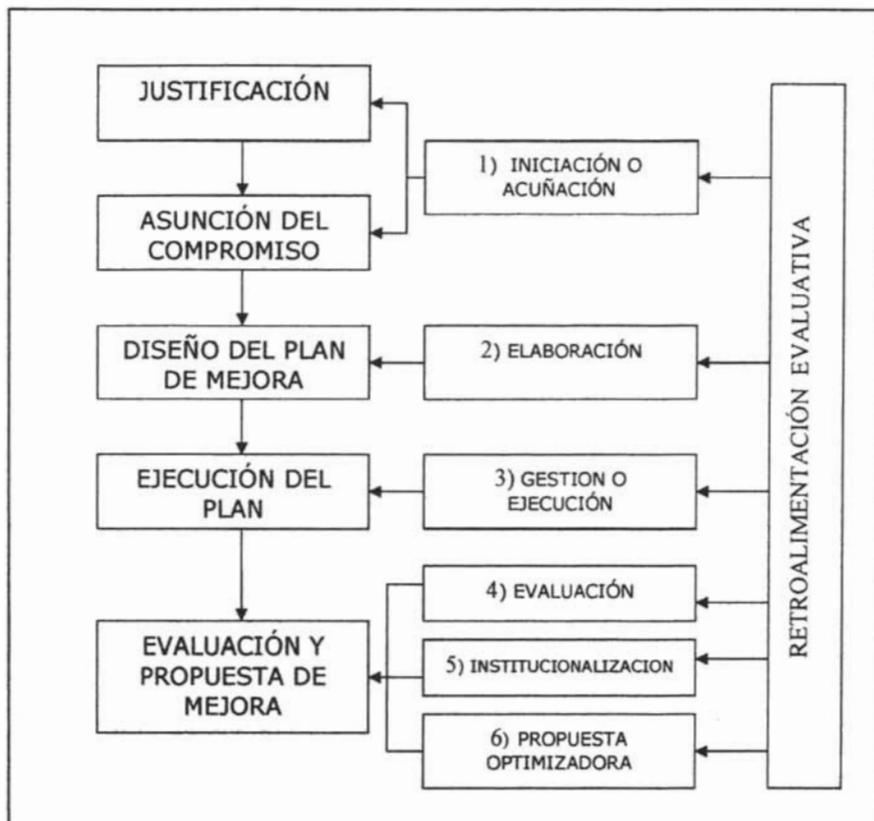 JUSTIFICACIÓN
1) INICIACIÓN O
ACUÑACIÓN
ASUNCIÓN DEL
COMPROMISO
DISEÑO DEL PLAN
DE MEJORA
2) ELABORACIÓN
EJECUCIÓN DEL
PLAN
3) GESTION O
EJECUCIÓN
EVALUACIÓN Y
PROPUESTA DE
MEJORA
4) EVALUACIÓN
5) INSTITUCIONALIZACION
6) PROPUESTA
OPTIMIZADORA
RETROALIMENTACIÓN EVALUATIVA